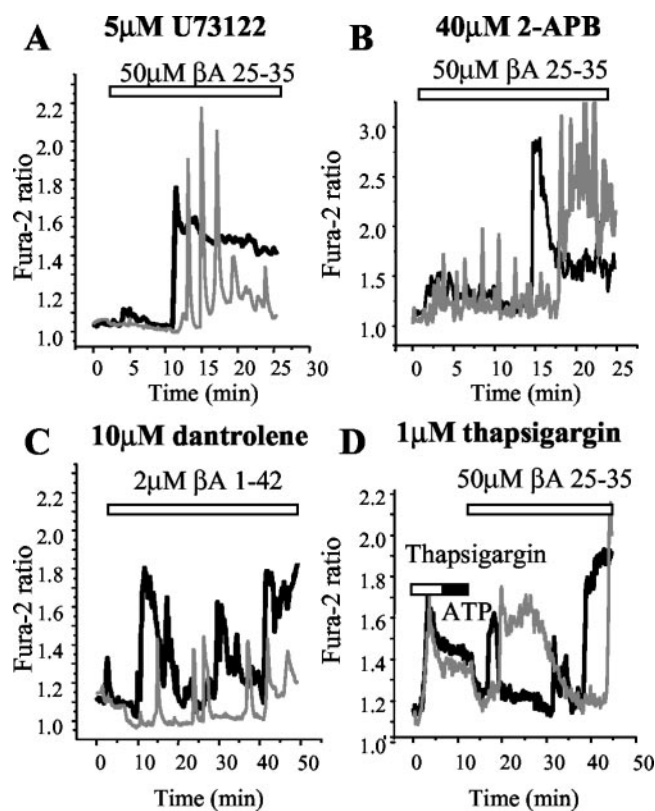 A 5μM U73122
50μM βA 25-35
2.2
2.0
1.8
1.6
1.4
1.2
1.0
Fura-2 ratio
0 5 10 15 20 25 30
Time (min)
B 40μM 2-APB
50μM βA 25-35
3.0
2.5
2.0
1.5
1.0
Fura-2 ratio
0 5 10 15 20 25
Time (min)
C 10μM dantrolene
2μM βA 1-42
2.2
2.0
1.8
1.6
1.4
1.2
1.0
Fura-2 ratio
0 10 20 30 40 50
Time (min)
D 1μM thapsigargin
50μM βA 25-35
Thapsigargin
ATP
2.2
2.0
1.8
1.6
1.4
1.2
1.0
Fura-2 ratio
0 10 20 30 40 50
Time (min)